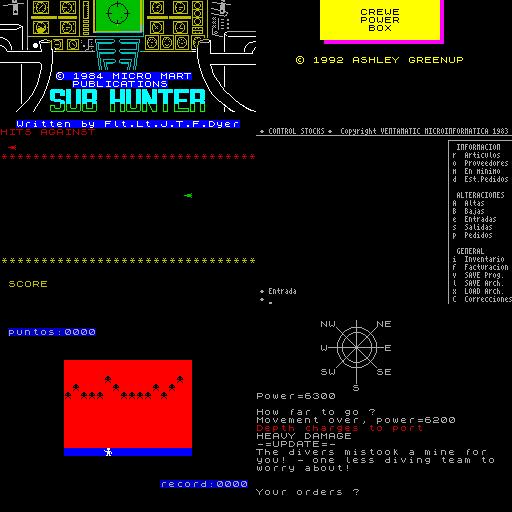 © 1984 MICRO MART
PUBLICATIONS
SUB HUNTER
Written by Flt.Lt.J.T.F.Dyer
CREWE
POWER
BOX
© 1992 ASHLEY GREENUP
HITS AGAINST
**********************************
**********************************
SCORE
♦ CONTROL STOCKS ♦ Copyright VENTAMATIC MICROINFORMATICA 1983
INFORMACION
r Articulos
o Proveedores
M En Minimo
d Est.Pedidos
ALTERACIONES
A Altas
B Bajas
e Entradas
s Salidas
p Pedidos
GENERAL
i Inventario
f Facturacion
v SAVE Prog.
l SAVE Arch.
x LOAD Arch.
C Correcciones
♦ Entrada
♦ _
puntos:0000
record:0000
NW NE
W E
SW SE
S
Power=6300
How far to go ?
Movement over, power=6200
Depth charges to port
HEAVY DAMAGE
-=UPDATE=-
The divers mistook a mine for
you! - one less diving team to
worry about!
Your orders ?